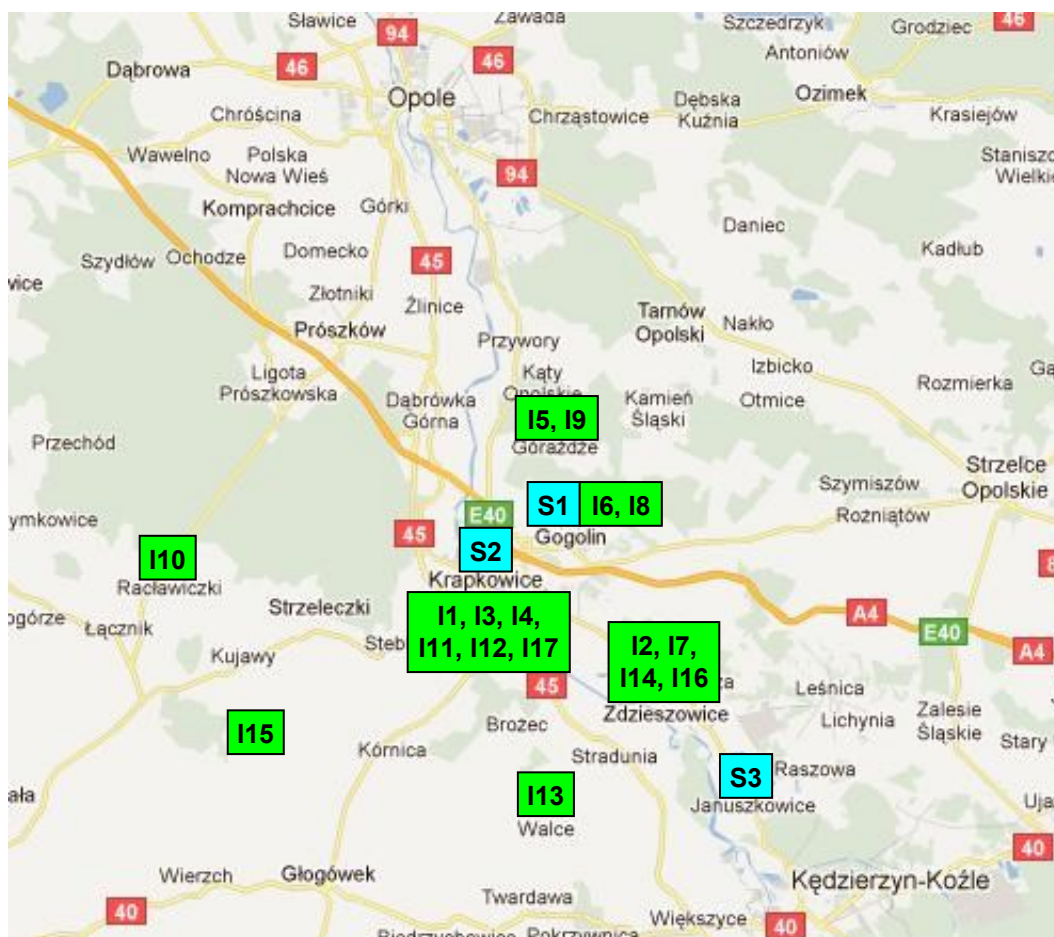 Sławice
Zawada
Szczedrzyk
46
Grodziec
94
Antoniów
46
46
Dąbrowa
Opole
Ozimek
Chróścina
Chrząstowice
Dębska
Kuźnia
Krasiejów
Wawelno
Polska
Nowa Wieś
94
Komprachcice
Górki
Daniec
Kadłub
Szydłów
Ochodze
Domecko
45
Złotniki
Żlinice
Tarnów
Opolski
Nakło
Prószków
Przywory
Izbicko
Ligota
Prószkowska
Kąty
Opolskie
Kamień
Śląski
Otmice
Rozmierka
Dąbrówka
Górna
I5, I9
Górażdże
Przechód
Strzelce
Opolskie
Szymiszów
Rożniątów
S1
I6, I8
E40
45
Gogolin
S2
I10
Racławiczki
Krapkowice
Strzeleczki
I1, I3, I4,
I11, I12, I17
A4
E40
A4
Łącznik
Kujawy
I2, I7,
I14, I16
45
Zdzieszowice
Leśnica
Lichynia
Zalesie
Śląskie
I15
Brożec
Kórnica
Stradunia
S3
Raszowa
Januszkowice
I13
Walce
40
Wierzch
Głogówek
Kędzierzyn-Koźle
Twardawa
40
Większyce
40